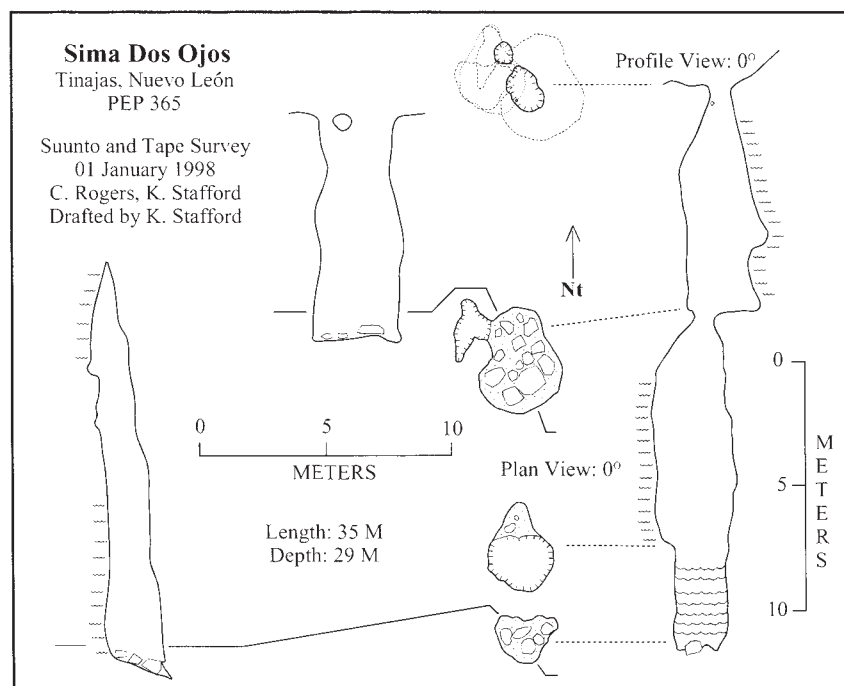 Sima Dos Ojos
Tinajas, Nuevo León
PEP 365
Suunto and Tape Survey
01 January 1998
C. Rogers, K. Stafford
Drafted by K. Stafford
Profile View: 0°
Nt
0
5
10
METERS
Length: 35 M
Depth: 29 M
Plan View: 0°
0
5
10
METERS